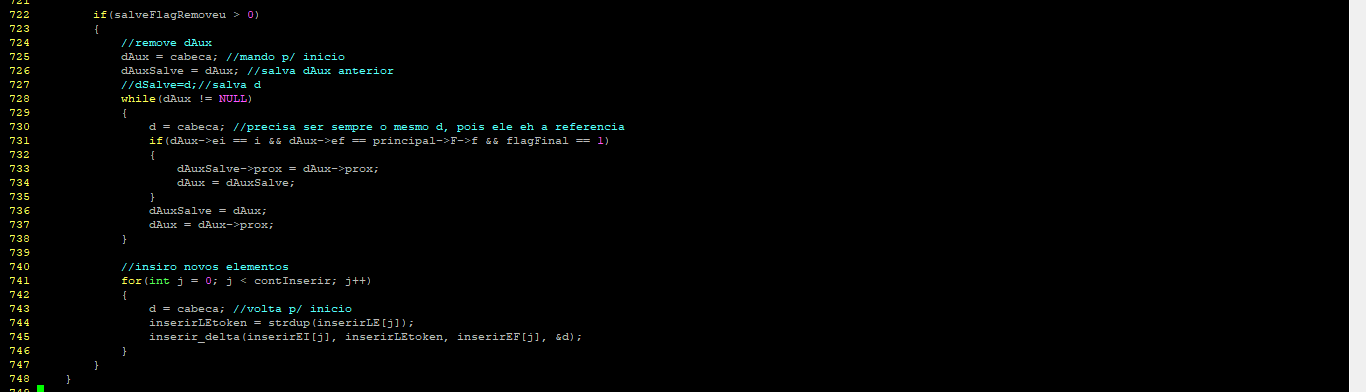 721
722         if(salveFlagRemoveu > 0)
723         {
724             //remove dAux
725             dAux = cabeca; //mando p/ inicio
726             dAuxSalve = dAux; //salva dAux anterior
727             //dSalve=d;//salva d
728             while(dAux != NULL)
729             {
730                 d = cabeca; //precisa ser sempre o mesmo d, pois ele eh a referencia
731                 if(dAux->ei == i && dAux->ef == principal->F->f && flagFinal == 1)
732                 {
733                     dAuxSalve->prox = dAux->prox;
734                     dAux = dAuxSalve;
735                 }
736                 dAuxSalve = dAux;
737                 dAux = dAux->prox;
738             }
739
740             //insiro novos elementos
741             for(int j = 0; j < contInserir; j++)
742             {
743                 d = cabeca; //volta p/ inicio
744                 inserirLEtoken = strdup(inserirLE[j]);
745                 inserir_delta(inserirEI[j], inserirLEtoken, inserirEF[j], &d);
746             }
747         }
748     }
749